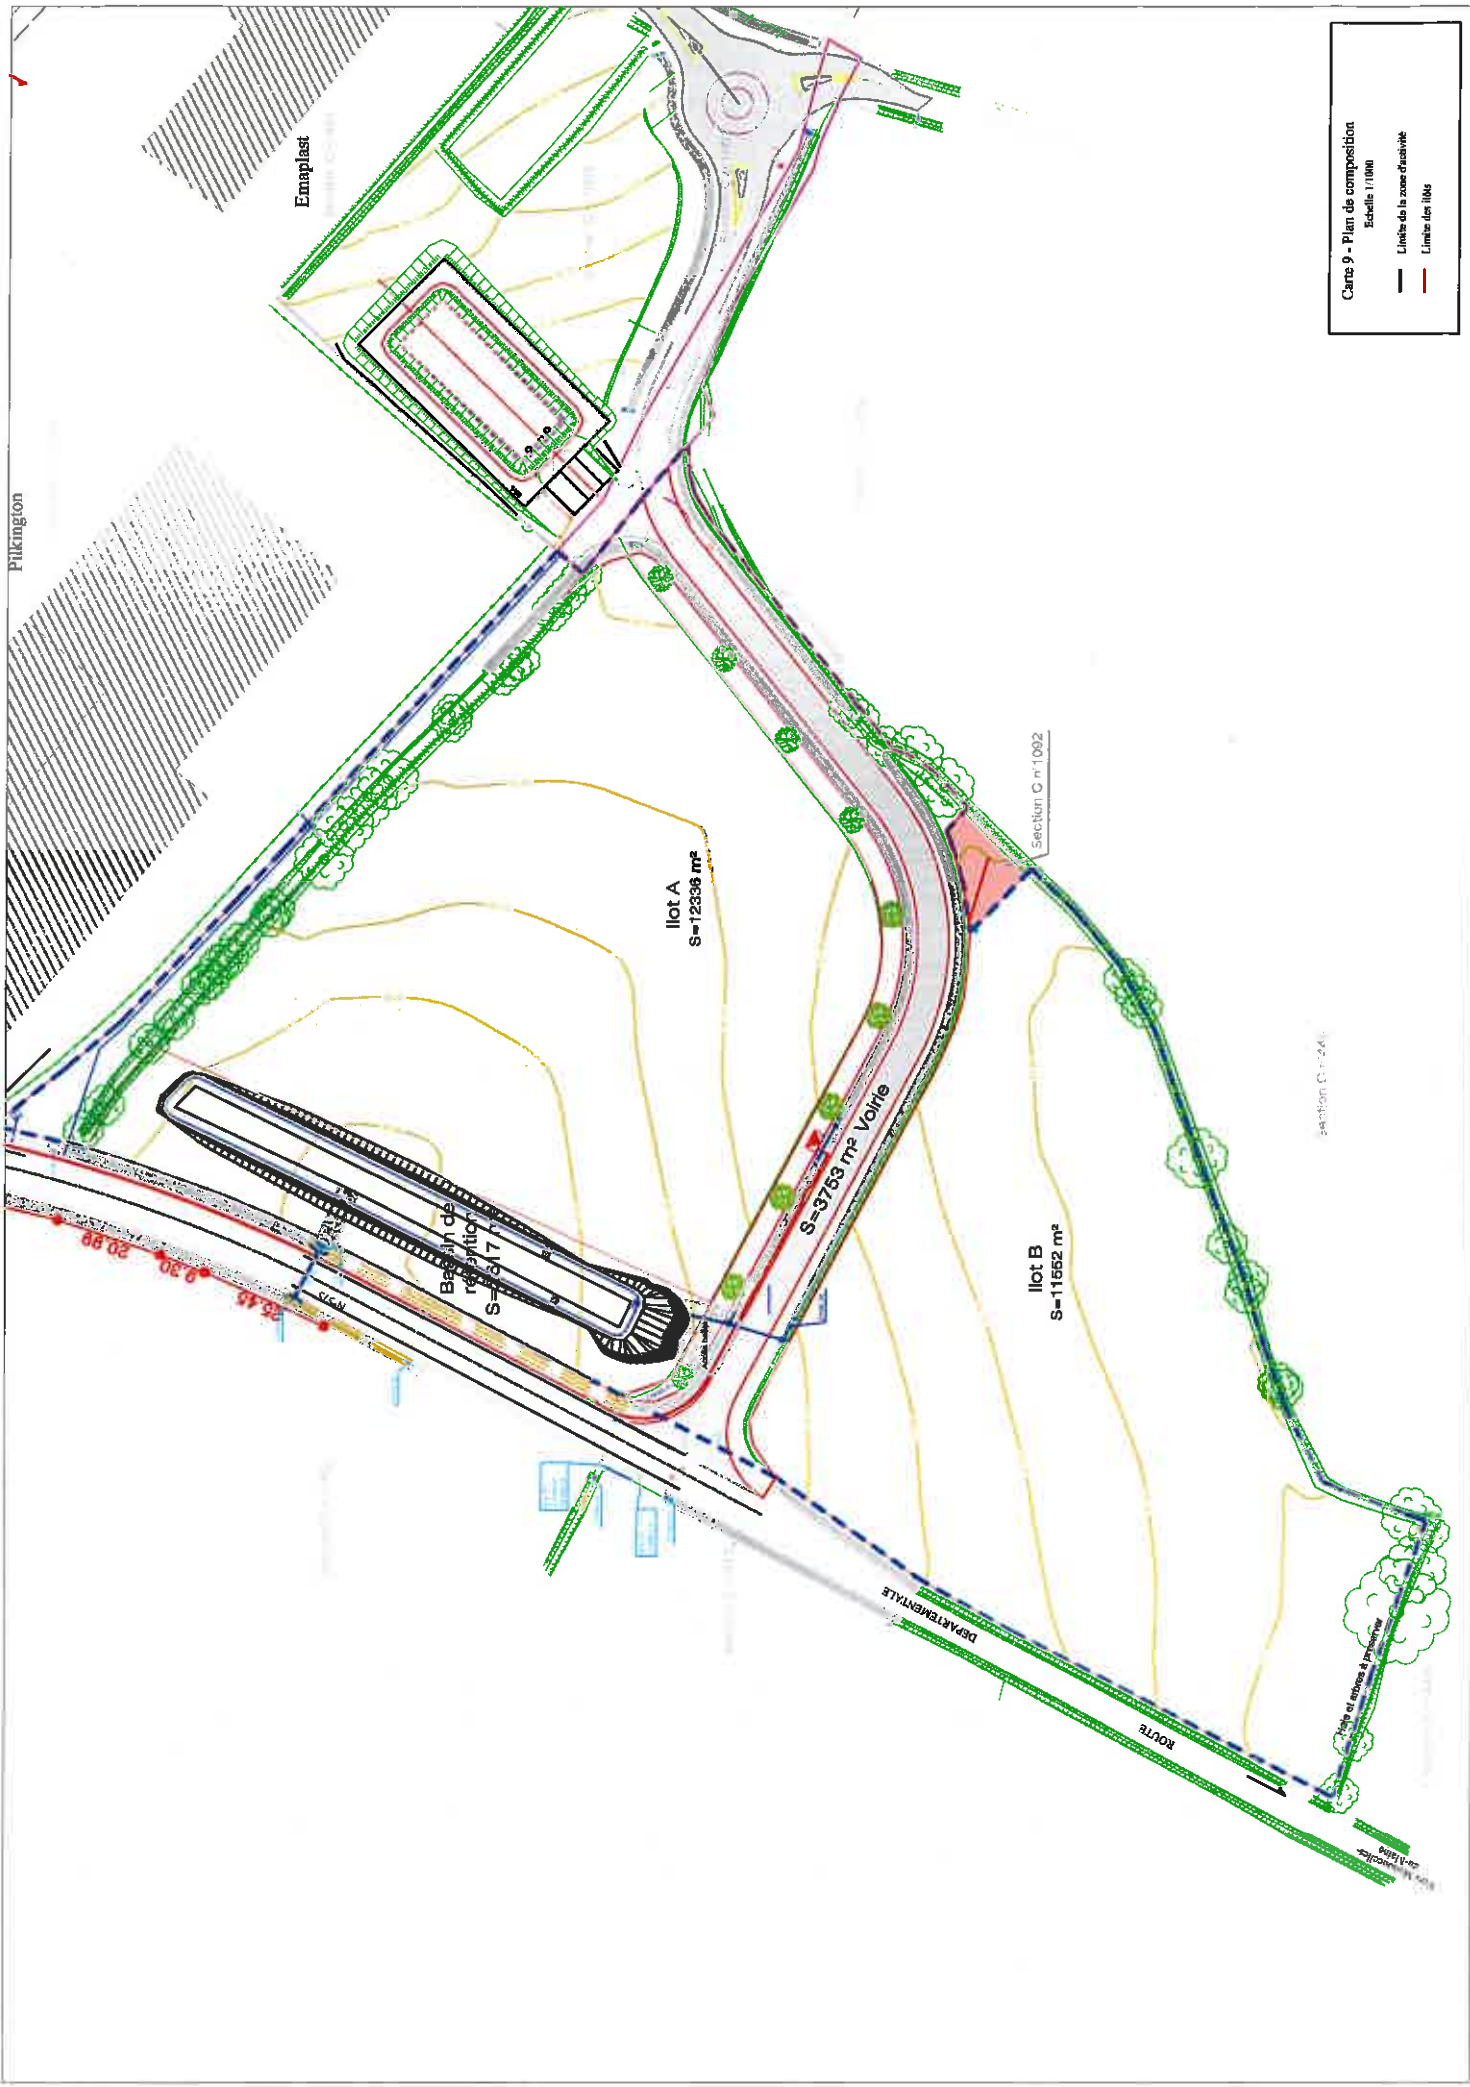 Pilkington
Emaplast
Carte 9 - Plan de composition
Echelle 1/1000
Limite de la zone d'activité
Limite des ilôts
Section C n°1092
Ilot A
S=12336 m²
S=3753 m² Voirie
Ilot B
S=11552 m²
Bassin de
rétention
20.99
9.30
25.45
ROUTE
DEPARTEMENTALE
Haie et arbres à préserver